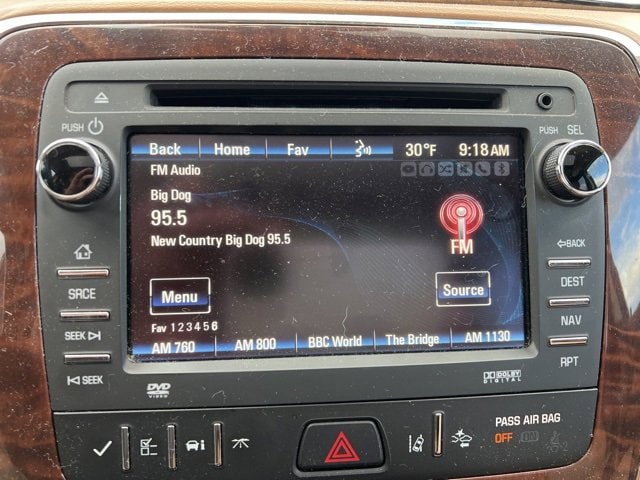 PUSH
PUSH SEL
Back Home Fav 30°F 9:18 AM
FM Audio
Big Dog
95.5
New Country Big Dog 95.5
FM
Menu
Source
Fav 1 2 3 4 5 6
AM 760 AM 800 BBC World The Bridge AM 1130
SRCE
SEEK
SEEK
BACK
DEST
NAV
RPT
DVD
VIDEO
DOLBY
DIGITAL
PASS AIR BAG
OFF ON